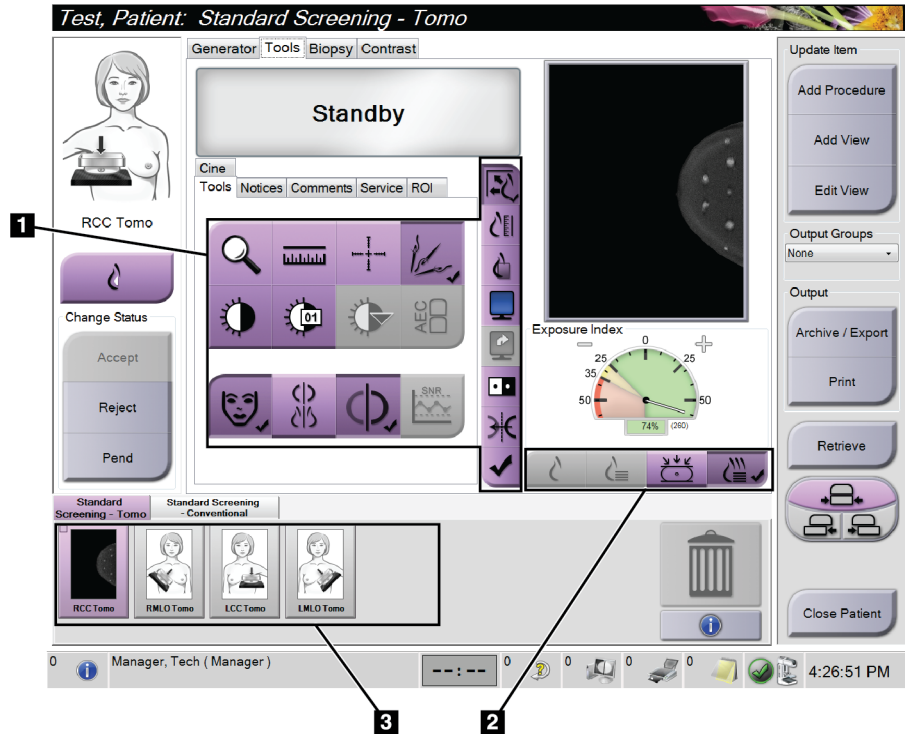 Test, Patient: Standard Screening - Tomo
Generator Tools Biopsy Contrast
Standby
Cine
Tools Notices Comments Service ROI
01
AEC
SNR
RCC Tomo
Change Status
Accept
Reject
Pend
Exposure Index
0
25 25
35
50 50
74% (260)
Update Item
Add Procedure
Add View
Edit View
Output Groups
None
Output
Archive / Export
Print
Retrieve
Close Patient
Standard
Screening - Tomo
Standard Screening
- Conventional
RCC Tomo RMLO Tomo LCC Tomo LMLO Tomo
0 Manager, Tech ( Manager ) --:-- 0 0 0 0 4:26:51 PM
1
2
3